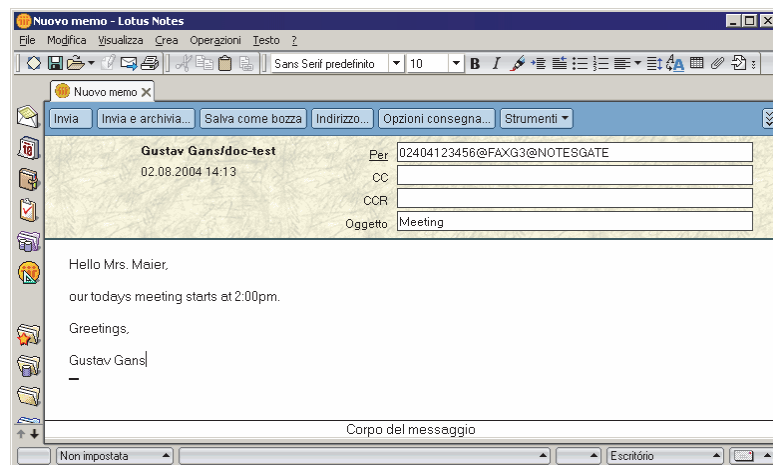 Nuovo memo - Lotus Notes
File Modifica Visualizza Crea Operazioni Testo ?
Sans Serif predefinito 10 B I
Nuovo memo
Invia Invia e archivia... Salva come bozza Indirizzo... Opzioni consegna... Strumenti
Gustav Gans/doc-test Per 02404123456@FAXG3@NOTESGATE
02.08.2004 14:13
CC
CCR
Oggetto Meeting
Hello Mrs. Maier,
our todays meeting starts at 2:00pm.
Greetings,
Gustav Gans
Corpo del messaggio
Non impostata Escritório